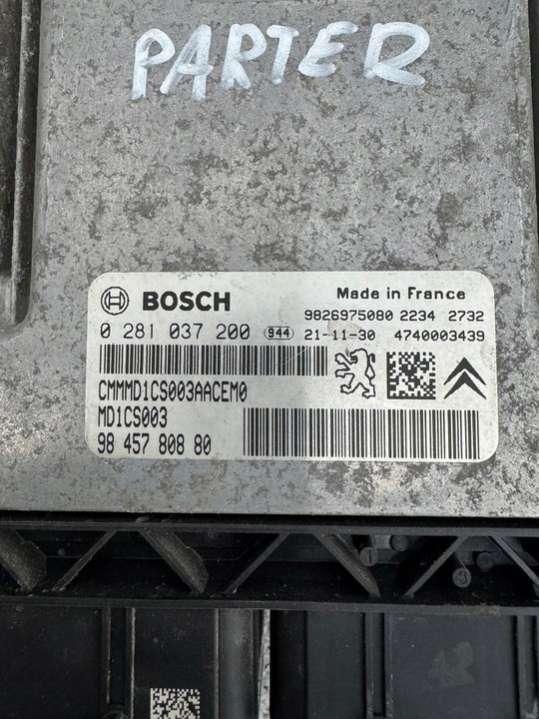 PARTER
BOSCH
Made in France
0 281 037 200 944
9826975080 2234 2732
21-11-30 4740003439
CMMMD1CS003AACEM0
MD1CS003
98 457 808 80